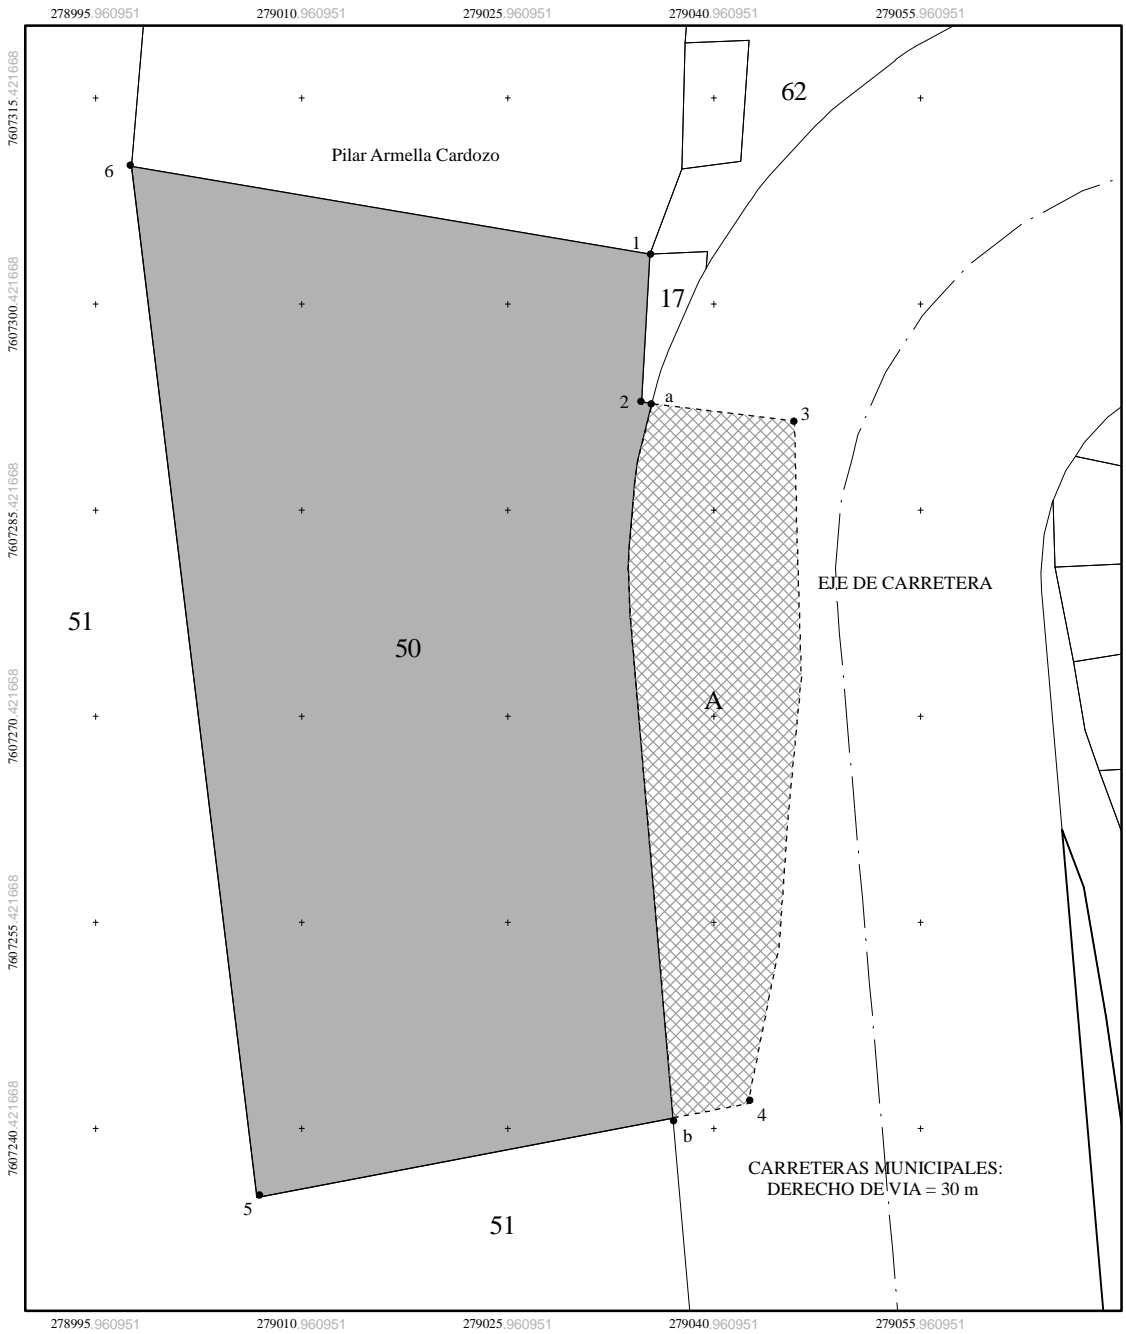 278995.960951 279010.960951 279025.960951 279040.960951 279055.960951
7607315.421668
62
Pilar Armella Cardozo
6
1
17
7607300.421668
2
a
3
7607285.421668
EJE DE CARRETERA
51
50
7607270.421668
A
7607255.421668
7607240.421668
4
b
CARRETERAS MUNICIPALES:
DERECHO DE VIA = 30 m
5
51
278995.960951 279010.960951 279025.960951 279040.960951 279055.960951